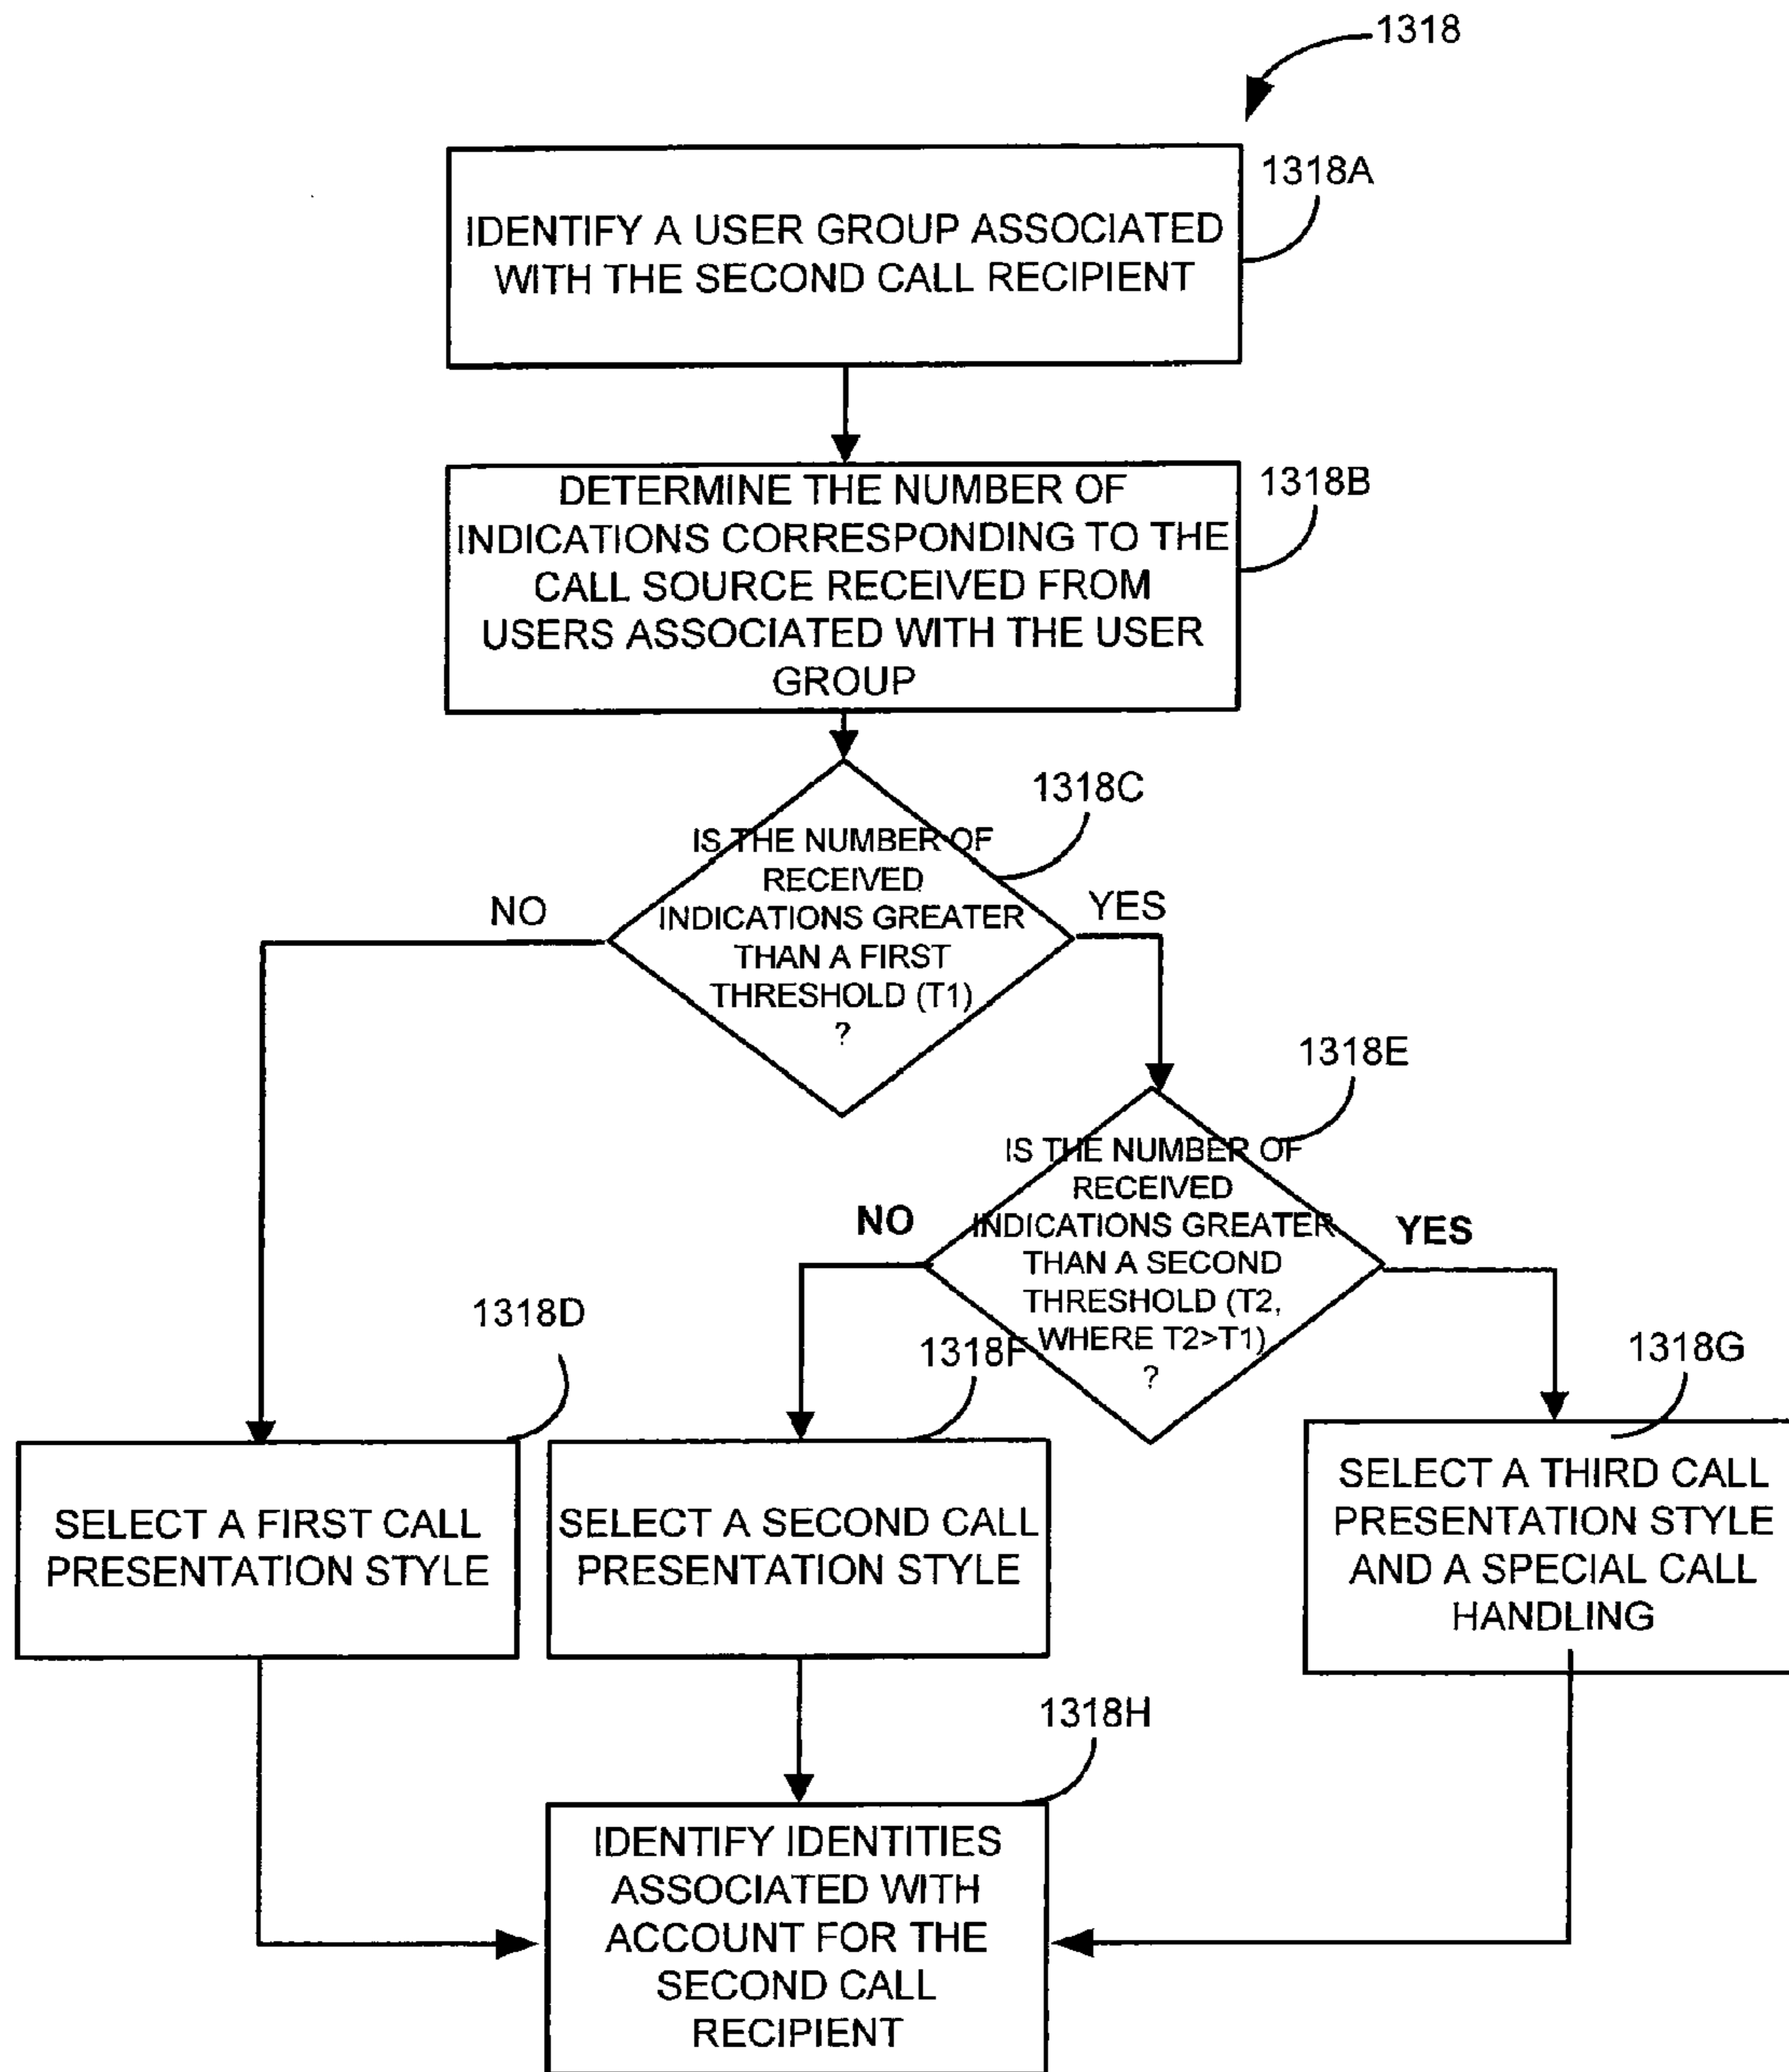 1318
1318A
IDENTIFY A USER GROUP ASSOCIATED
WITH THE SECOND CALL RECIPIENT
1318B
DETERMINE THE NUMBER OF
INDICATIONS CORRESPONDING TO THE
CALL SOURCE RECEIVED FROM
USERS ASSOCIATED WITH THE USER
GROUP
1318C
IS THE NUMBER OF
RECEIVED
INDICATIONS GREATER
THAN A FIRST
THRESHOLD (T1)
?
NO
YES
1318E
IS THE NUMBER OF
RECEIVED
INDICATIONS GREATER
THAN A SECOND
THRESHOLD (T2,
WHERE T2>T1)
?
NO
YES
1318D
1318F
1318G
SELECT A FIRST CALL
PRESENTATION STYLE
SELECT A SECOND CALL
PRESENTATION STYLE
SELECT A THIRD CALL
PRESENTATION STYLE
AND A SPECIAL CALL
HANDLING
1318H
IDENTIFY IDENTITIES
ASSOCIATED WITH
ACCOUNT FOR THE
SECOND CALL
RECIPIENT